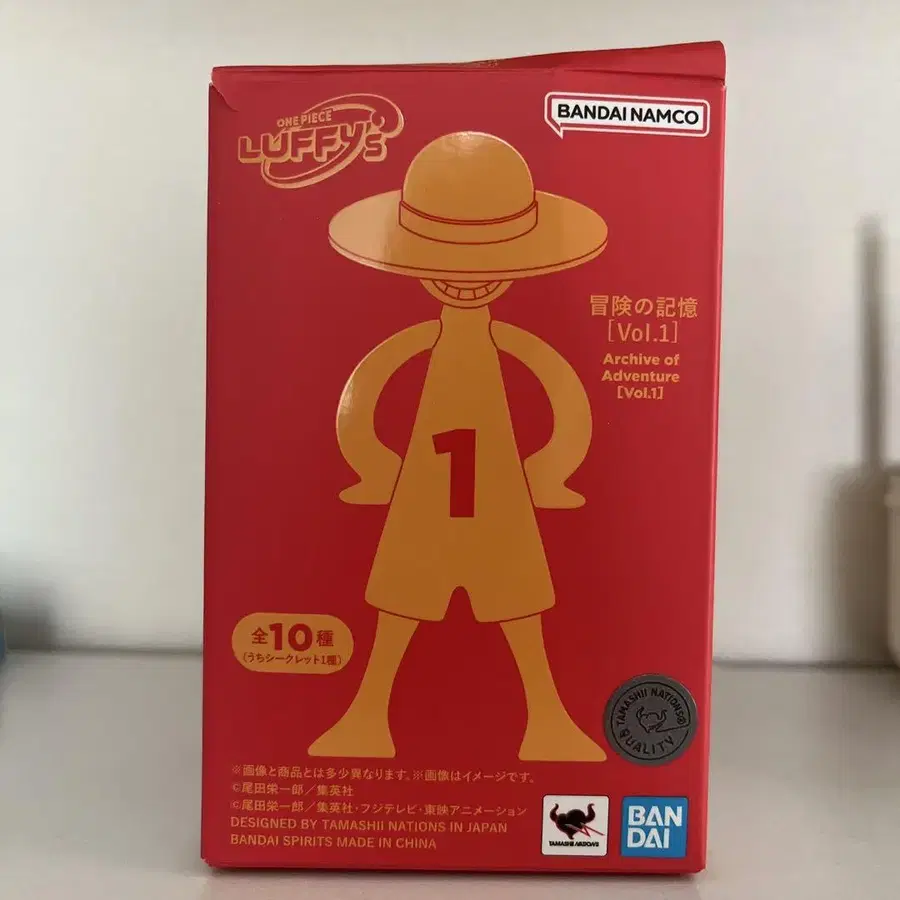 ONE PIECE
LUFFY's
BANDAI NAMCO
冒険の記憶
[Vol.1]
Archive of
Adventure
[Vol.1]
1
全10種
(うちシークレット1種)
TAMASHII NATIONS®
QUALITY
※画像と商品とは多少異なります。※画像はイメージです。
©尾田栄一郎/集英社
©尾田栄一郎/集英社・フジテレビ・東映アニメーション
DESIGNED BY TAMASHII NATIONS IN JAPAN
BANDAI SPIRITS MADE IN CHINA
TAMASHII NATIONS
BAN
DAI